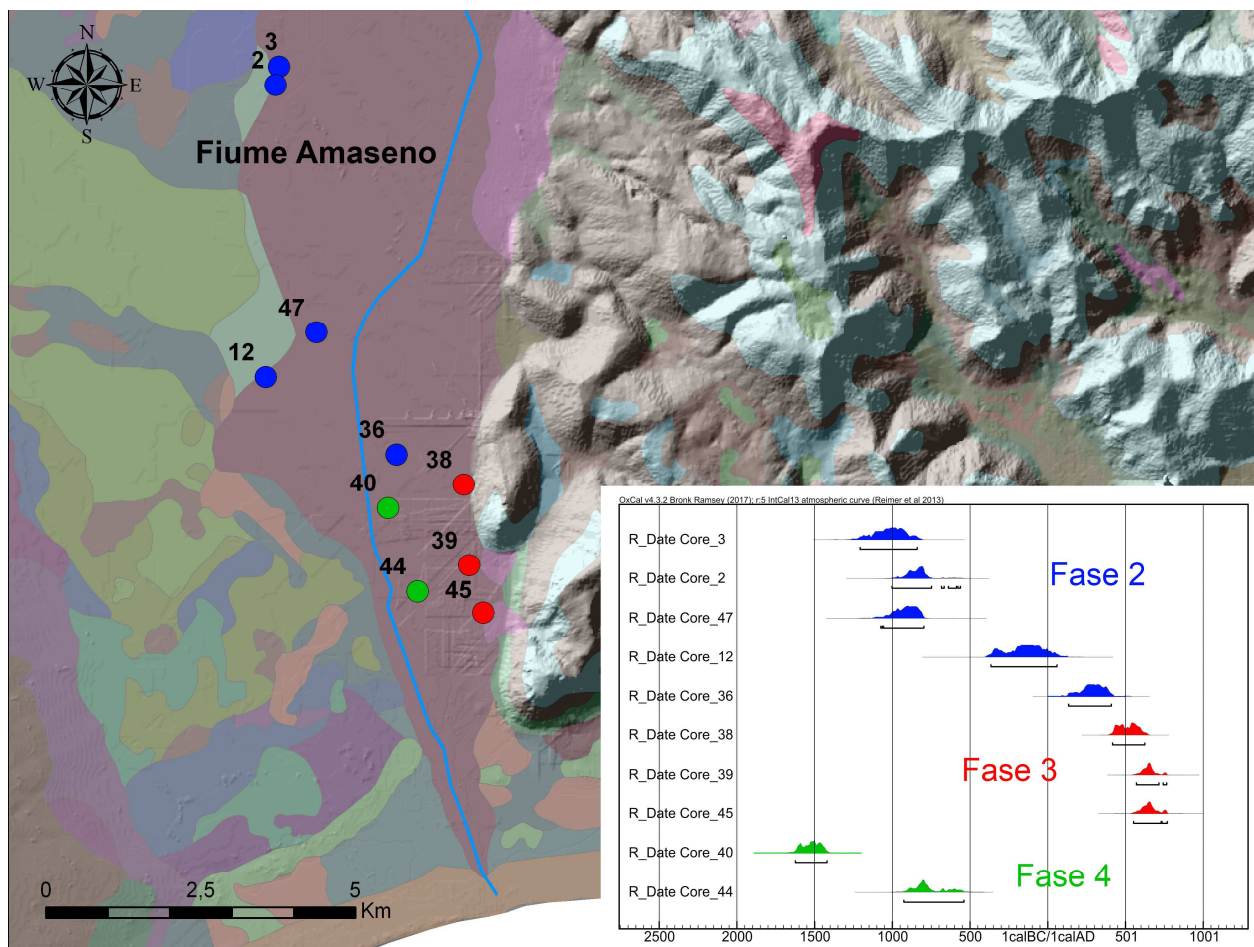 N
W E
S
3
2
Fiume Amaseno
47
12
36
38
40
39
44
45
0 2,5 5
Km
OxCal v4.3.2 Bronk Ramsey (2017); r:5 IntCal13 atmospheric curve (Reimer et al 2013)
R_Date Core_3
R_Date Core_2
Fase 2
R_Date Core_47
R_Date Core_12
R_Date Core_36
R_Date Core_38
Fase 3
R_Date Core_39
R_Date Core_45
R_Date Core_40
Fase 4
R_Date Core_44
2500 2000 1500 1000 500 1calBC/1calAD 501 1001